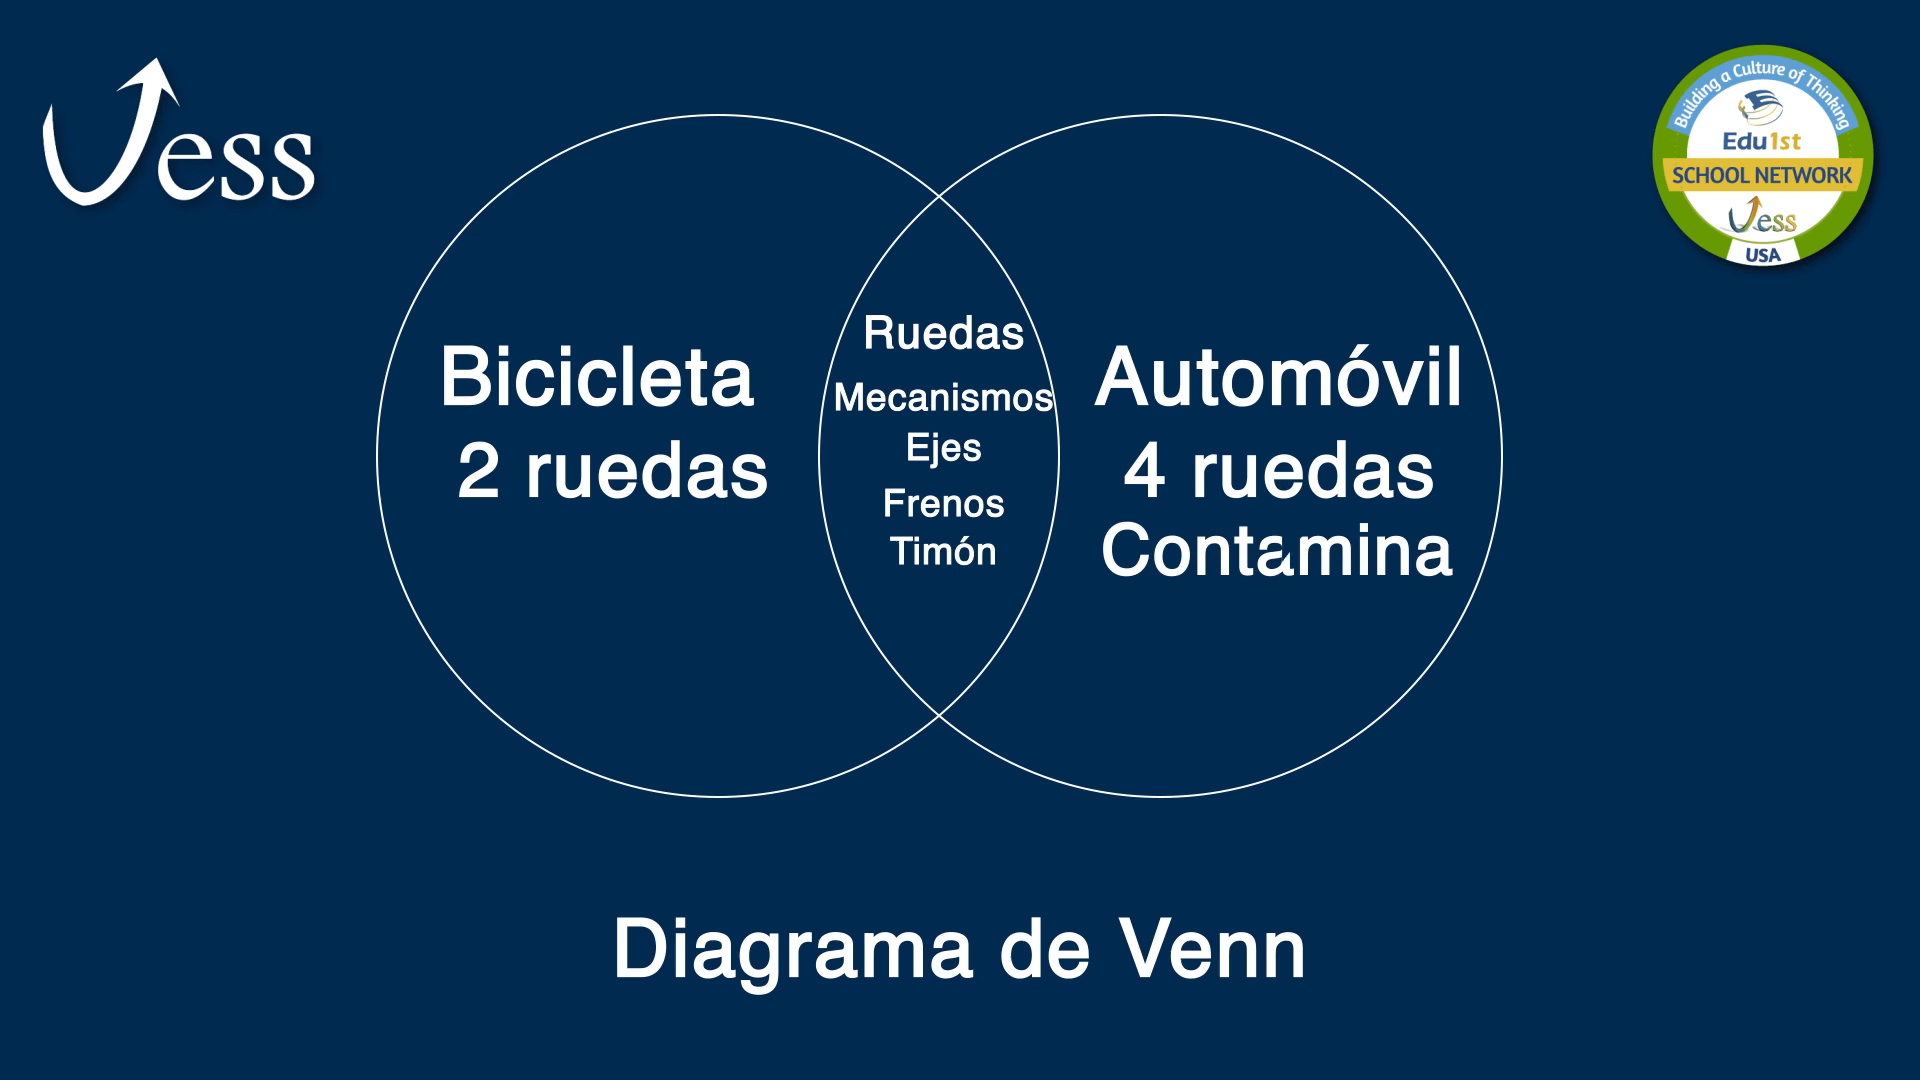 Vess
Building a Culture of Thinking
Edu1st
SCHOOL NETWORK
Vess
USA
Bicicleta
2 ruedas
Ruedas
Mecanismos
Ejes
Frenos
Timón
Automóvil
4 ruedas
Contamina
Diagrama de Venn